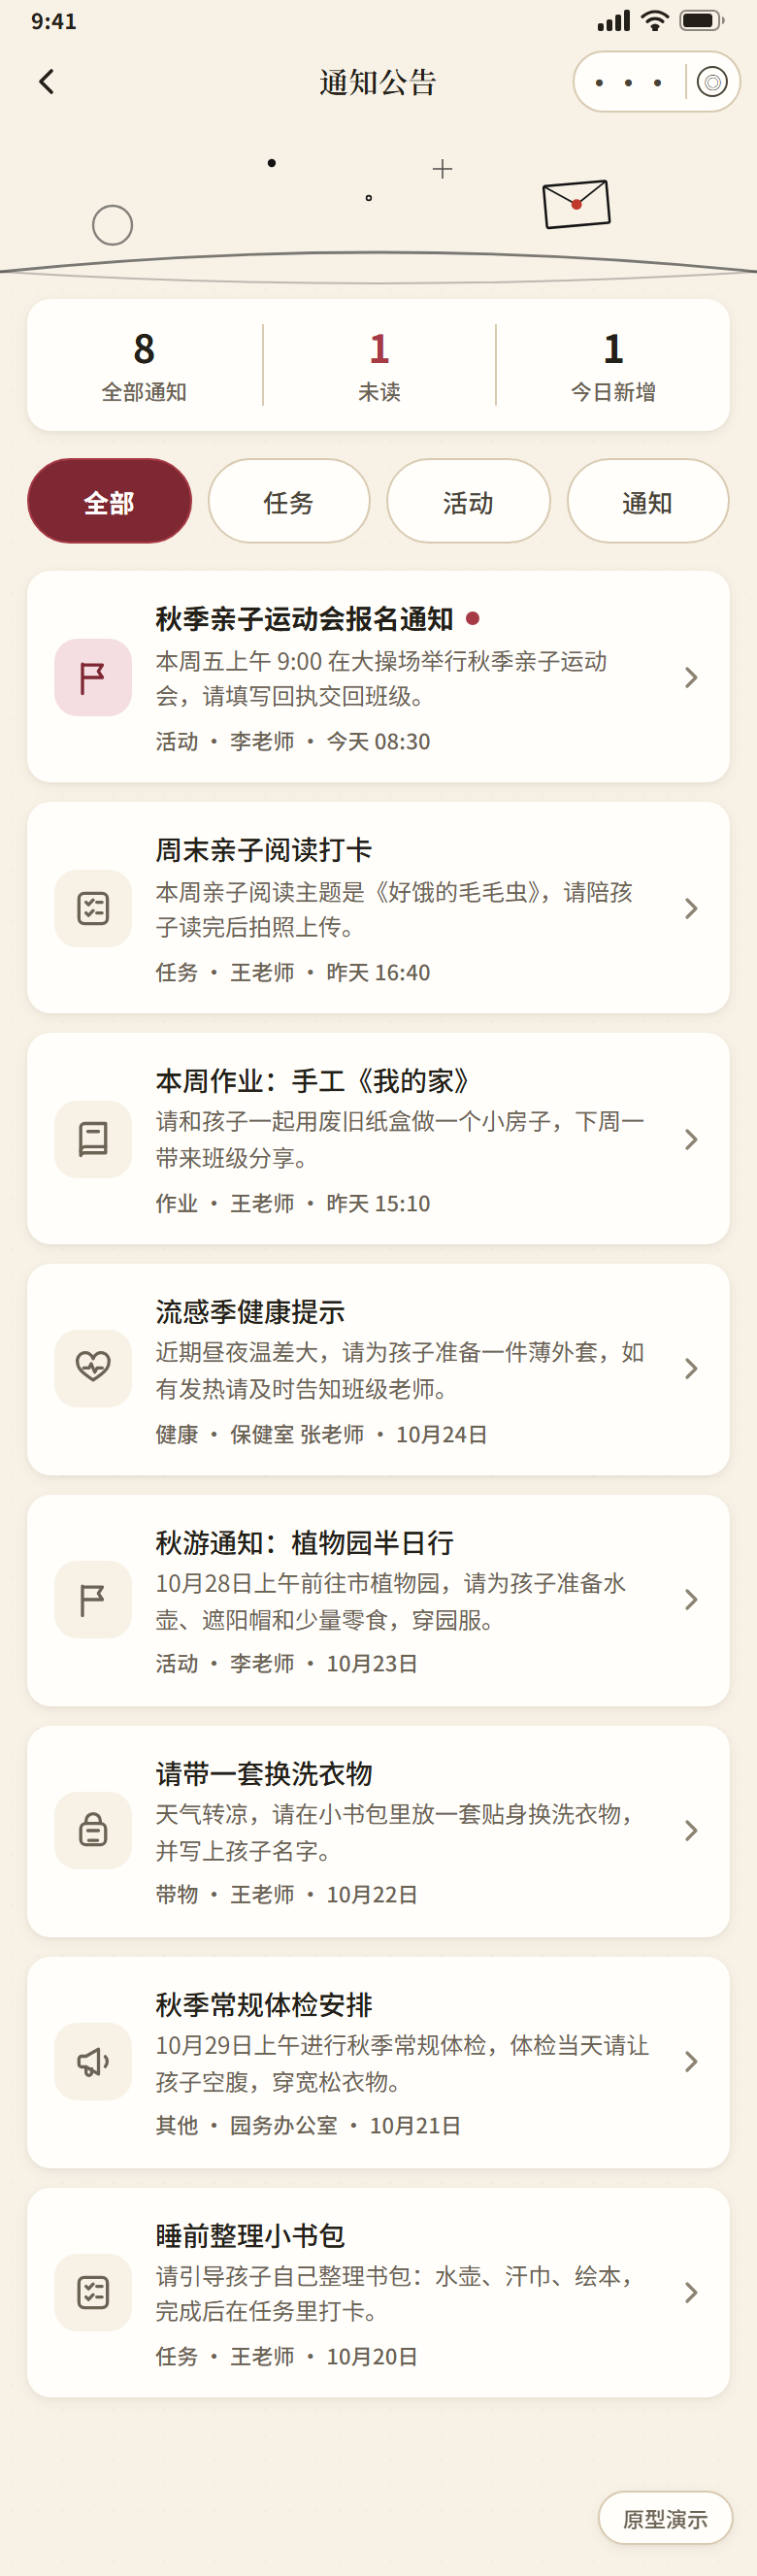 9:41
通知公告
8
全部通知
1
未读
1
今日新增
全部
任务
活动
通知
秋季亲子运动会报名通知
本周五上午 9:00 在大操场举行秋季亲子运动
会，请填写回执交回班级。
活动 · 李老师 · 今天 08:30
周末亲子阅读打卡
本周亲子阅读主题是《好饿的毛毛虫》，请陪孩
子读完后拍照上传。
任务 · 王老师 · 昨天 16:40
本周作业：手工《我的家》
请和孩子一起用废旧纸盒做一个小房子，下周一
带来班级分享。
作业 · 王老师 · 昨天 15:10
流感季健康提示
近期昼夜温差大，请为孩子准备一件薄外套，如
有发热请及时告知班级老师。
健康 · 保健室 张老师 · 10月24日
秋游通知：植物园半日行
10月28日上午前往市植物园，请为孩子准备水
壶、遮阳帽和少量零食，穿园服。
活动 · 李老师 · 10月23日
请带一套换洗衣物
天气转凉，请在小书包里放一套贴身换洗衣物，
并写上孩子名字。
带物 · 王老师 · 10月22日
秋季常规体检安排
10月29日上午进行秋季常规体检，体检当天请让
孩子空腹，穿宽松衣物。
其他 · 园务办公室 · 10月21日
睡前整理小书包
请引导孩子自己整理书包：水壶、汗巾、绘本，
完成后在任务里打卡。
任务 · 王老师 · 10月20日
原型演示